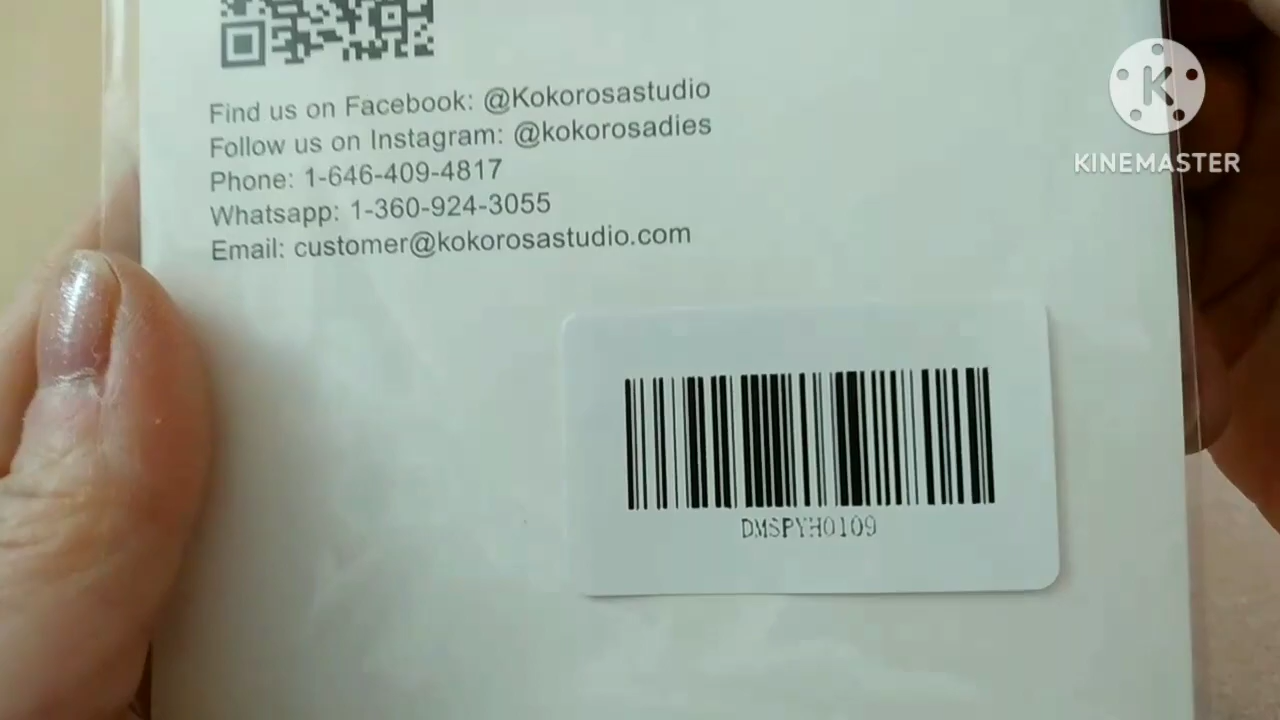 Find us on Facebook: @Kokorosastudio
Follow us on Instagram: @kokorosadies
Phone: 1-646-409-4817
Whatsapp: 1-360-924-3055
Email: customer@kokorosastudio.com
K
KINEMASTER
DMSPYH0109